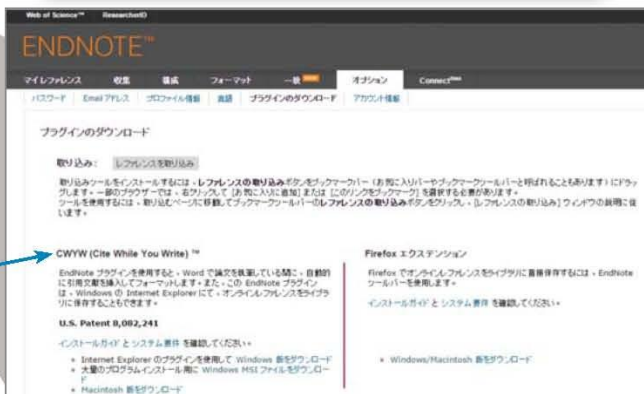 Web of Science™ ResearcherID
ENDNOTE™
マイレファレンス 収集 構成 フォーマット 一致 オプション Connect
パスワード Email アドレス プロファイル情報 言語 プラグインのダウンロード アカウント情報
プラグインのダウンロード
取り込み: レファレンスを取り込み
取り込みツールをインストールするには、レファレンスの取り込みボタンをブックマークバー (お気に入りバーやブックマークツールバーと呼ばれることもあります) にドラッ
グします。一部のブラウザーでは、右クリックして [お気に入りに追加] または [このリンクをブックマーク] を選択する必要があります。
ツールを使用するには、取り込むページに移動してブックマークツールバーのレファレンスの取り込みボタンをクリックし、[レファレンスの取り込み] ウィンドウの説明に従
います。
CWYW (Cite While You Write) ™
EndNote プラグインを使用すると、Word で論文を執筆している間に、自動的
に引用文献を挿入してフォーマットします。また、この EndNote プラグイン
は、Windows の Internet Explorer にて、オンラインレファレンスをライブラ
リに保存することもできます。
U.S. Patent 8,082,241
インストールガイド と システム要件 を確認してください。
Internet Explorer のプラグインを使用して Windows 版をダウンロード
大量のプログラムインストール用に Windows MSI ファイルをダウンロー
ド
Macintosh 版をダウンロード
Firefox エクステンション
Firefox でオンラインレファレンスをライブラリに直接保存するには、EndNote
ツールバーを使用します。
インストールガイド と システム要件 を確認してください。
Windows/Macintosh 版をダウンロード